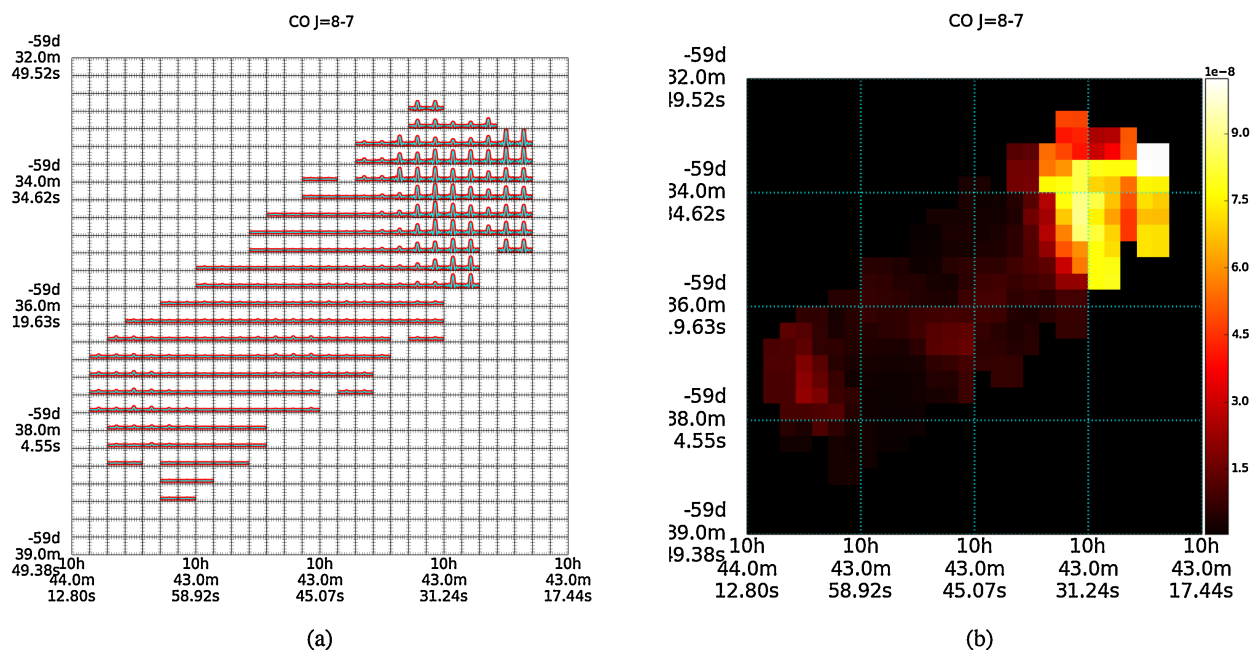 CO J=8-7
-59d
32.0m
49.52s
-59d
34.0m
34.62s
-59d
36.0m
19.63s
-59d
38.0m
4.55s
-59d
39.0m
49.38s
10h
44.0m
12.80s
10h
43.0m
58.92s
10h
43.0m
45.07s
10h
43.0m
31.24s
10h
43.0m
17.44s
(a)
CO J=8-7
-59d
32.0m
49.52s
-59d
34.0m
34.62s
-59d
36.0m
19.63s
-59d
38.0m
4.55s
-59d
39.0m
49.38s
10h
44.0m
12.80s
10h
43.0m
58.92s
10h
43.0m
45.07s
10h
43.0m
31.24s
10h
43.0m
17.44s
1e-8
9.0
7.5
6.0
4.5
3.0
1.5
(b)